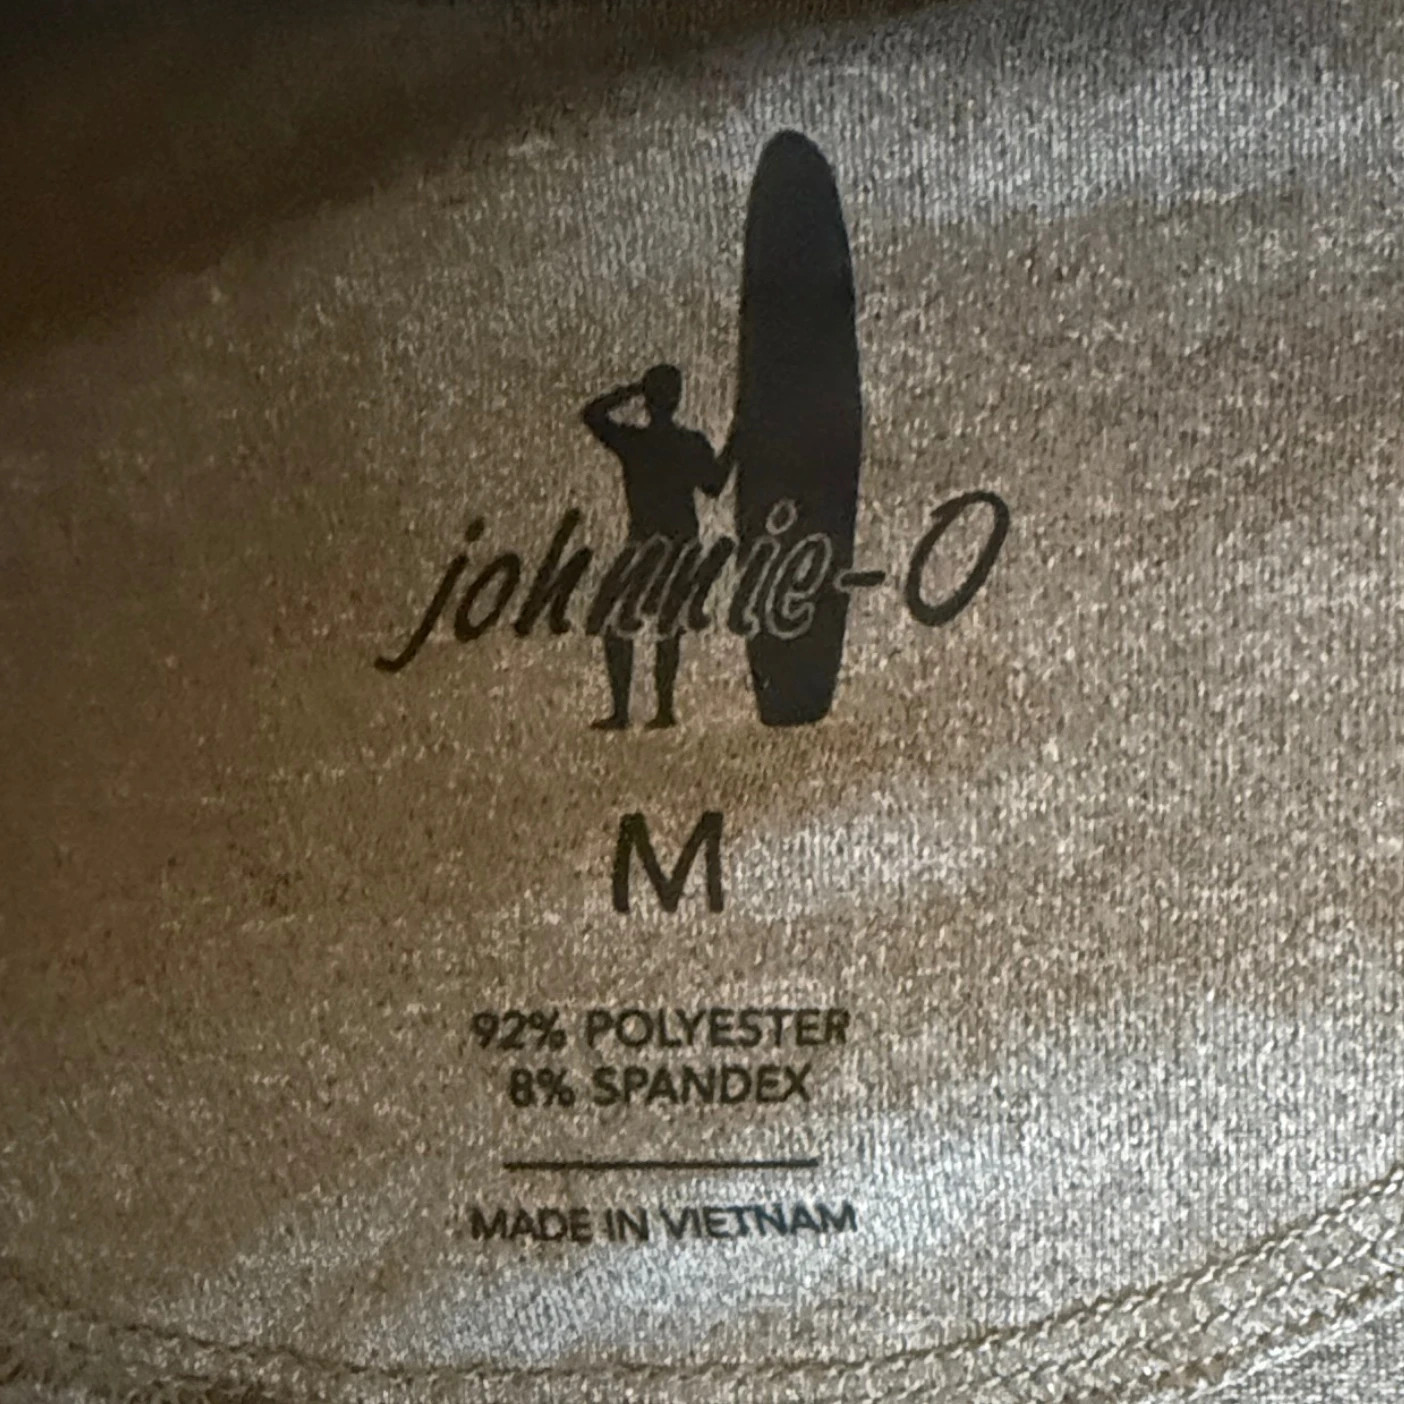 johnnie-O
M
92% POLYESTER
8% SPANDEX
MADE IN VIETNAM